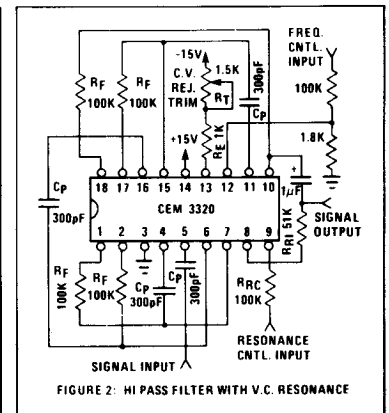 FREQ.
CNTL.
INPUT
-15V
C.V.
REJ.
TRIM
1.5K
RT
300pF
CP
100K
RF
100K
RF
100K
+15V
RE 1K
1.8K
18 17 16 15 14 13 12 11 10
+
1μF
CP
300pF
CEM 3320
SIGNAL
OUTPUT
RRI 51K
1 2 3 4 5 6 7 8 9
RF
100K
RF
100K
CP
300pF
CP
300pF
RRC
100K
RESONANCE
CNTL. INPUT
SIGNAL INPUT
FIGURE 2: HI PASS FILTER WITH V.C. RESONANCE